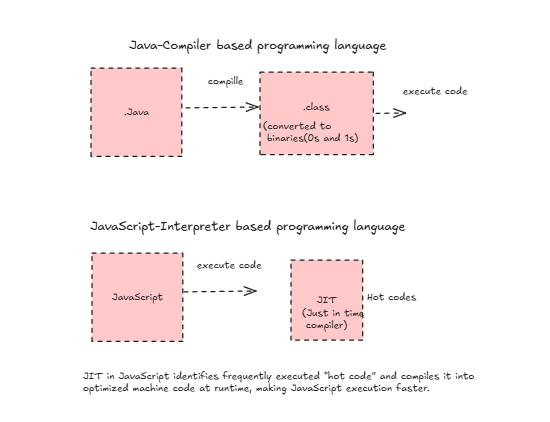 Java-Compiler based programming language
compille
execute code
.Java
.class
(converted to
binaries(0s and 1s)
JavaScript-Interpreter based programming language
execute code
JavaScript
JIT
(Just in time
compiler)
Hot codes
JIT in JavaScript identifies frequently executed "hot code" and compiles it into
optimized machine code at runtime, making JavaScript execution faster.